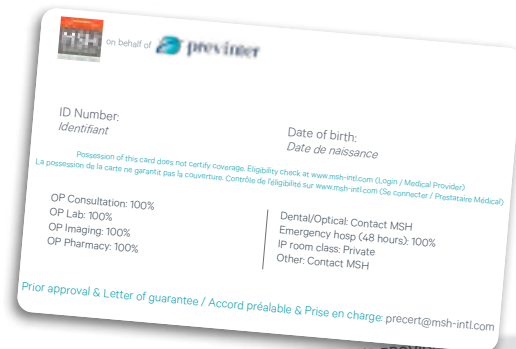 MSH on behalf of previnter
ID Number:
Identifiant
Date of birth:
Date de naissance
Possession of this card does not certify coverage. Eligibility check at www.msh-intl.com (Login / Medical Provider)
La possession de la carte ne garantit pas la couverture. Contrôle de l'éligibilité sur www.msh-intl.com (Se connecter / Prestataire Médical)
OP Consultation: 100%
OP Lab: 100%
OP Imaging: 100%
OP Pharmacy: 100%
Dental/Optical: Contact MSH
Emergency hosp (48 hours): 100%
IP room class: Private
Other: Contact MSH
Prior approval & Letter of guarantee / Accord préalable & Prise en charge: precert@msh-intl.com